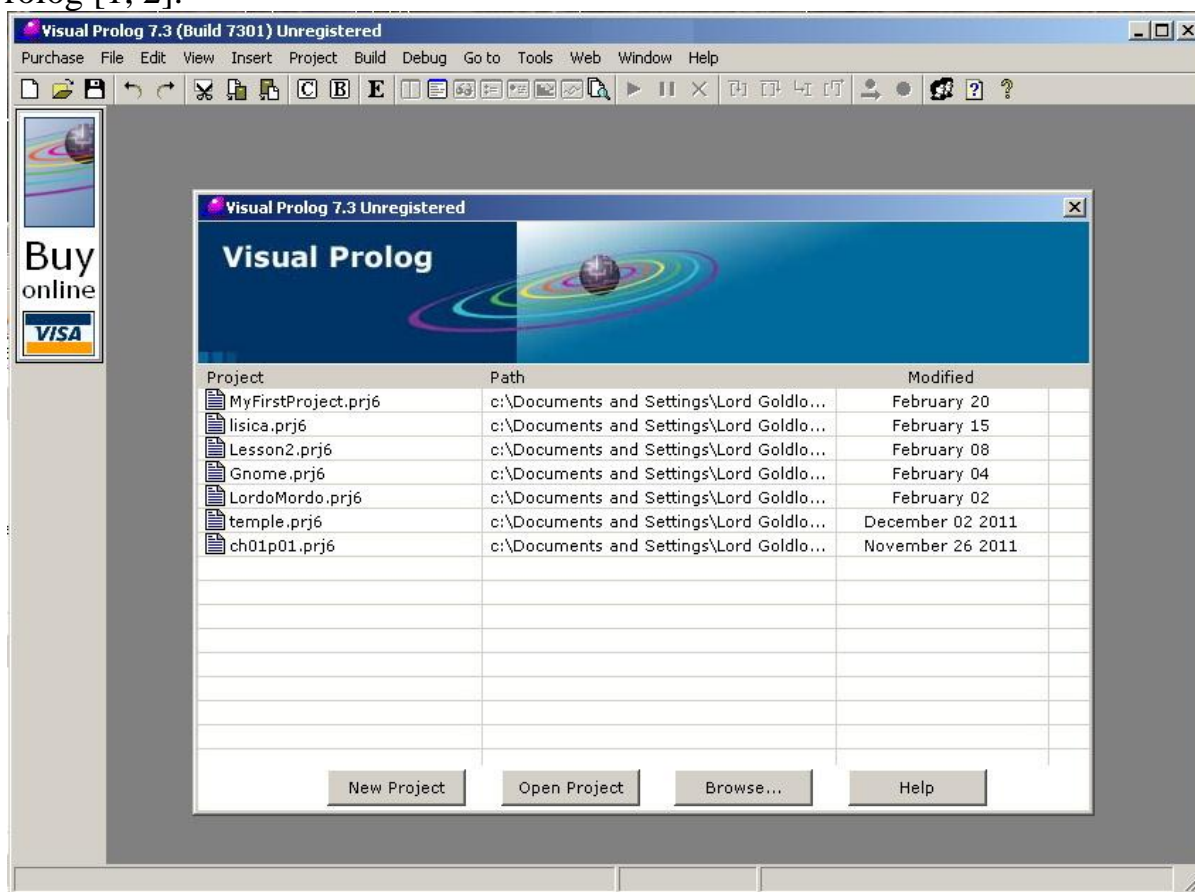 rolog [1, 2].
Visual Prolog 7.3 (Build 7301) Unregistered
Purchase File Edit View Insert Project Build Debug Go to Tools Web Window Help
C B E
Buy
online
VISA
Visual Prolog 7.3 Unregistered
Visual Prolog
Project Path Modified
MyFirstProject.prj6 c:\Documents and Settings\Lord Goldlo... February 20
lisica.prj6 c:\Documents and Settings\Lord Goldlo... February 15
Lesson2.prj6 c:\Documents and Settings\Lord Goldlo... February 08
Gnome.prj6 c:\Documents and Settings\Lord Goldlo... February 04
LordoMordo.prj6 c:\Documents and Settings\Lord Goldlo... February 02
temple.prj6 c:\Documents and Settings\Lord Goldlo... December 02 2011
ch01p01.prj6 c:\Documents and Settings\Lord Goldlo... November 26 2011
New Project Open Project Browse... Help